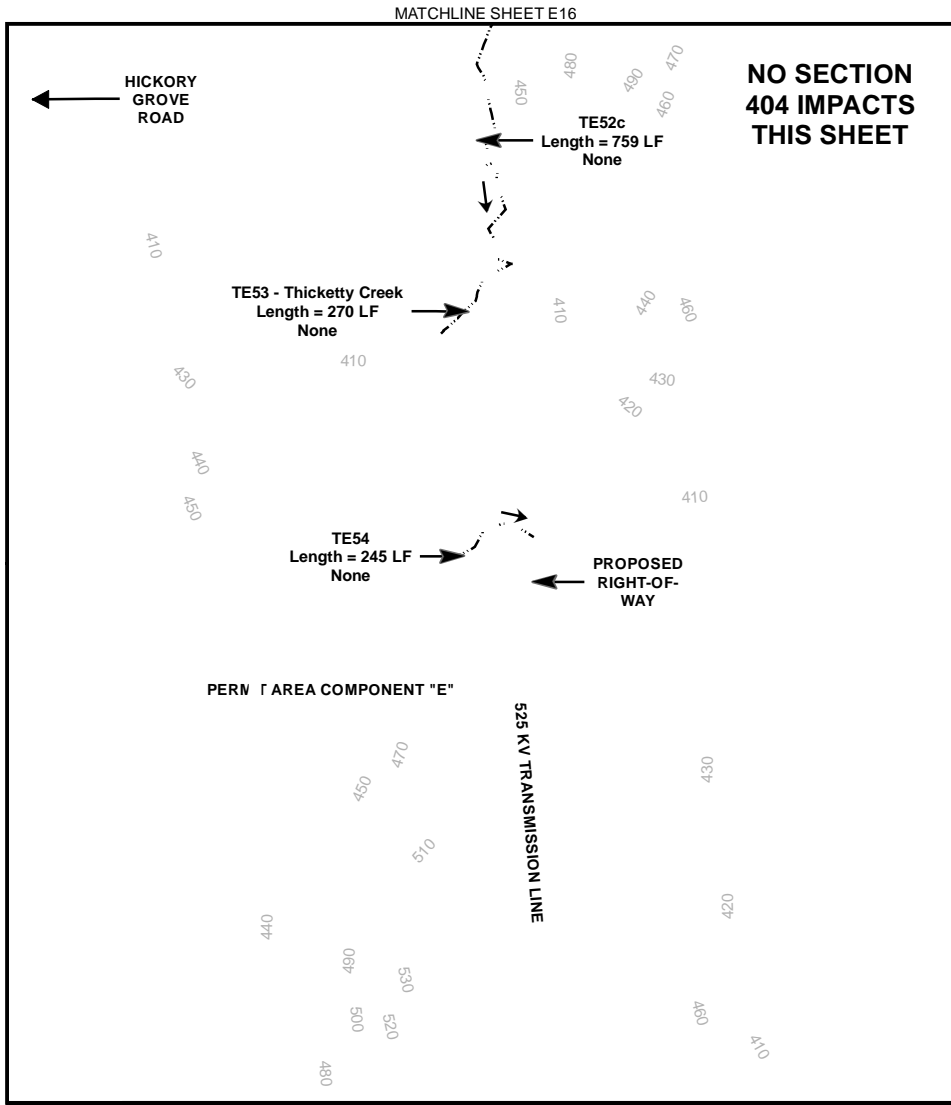 MATCHLINE SHEET E16
HICKORY
GROVE
ROAD
NO SECTION
404 IMPACTS
THIS SHEET
480
470
490
450
460
TE52c
Length = 759 LF
None
410
TE53 - Thicketty Creek
Length = 270 LF
None
410
440
460
410
430
430
420
440
450
410
TE54
Length = 245 LF
None
PROPOSED
RIGHT-OF-
WAY
PERM T AREA COMPONENT "E"
525 KV TRANSMISSION LINE
470
450
430
510
420
440
490
530
500
520
460
410
480